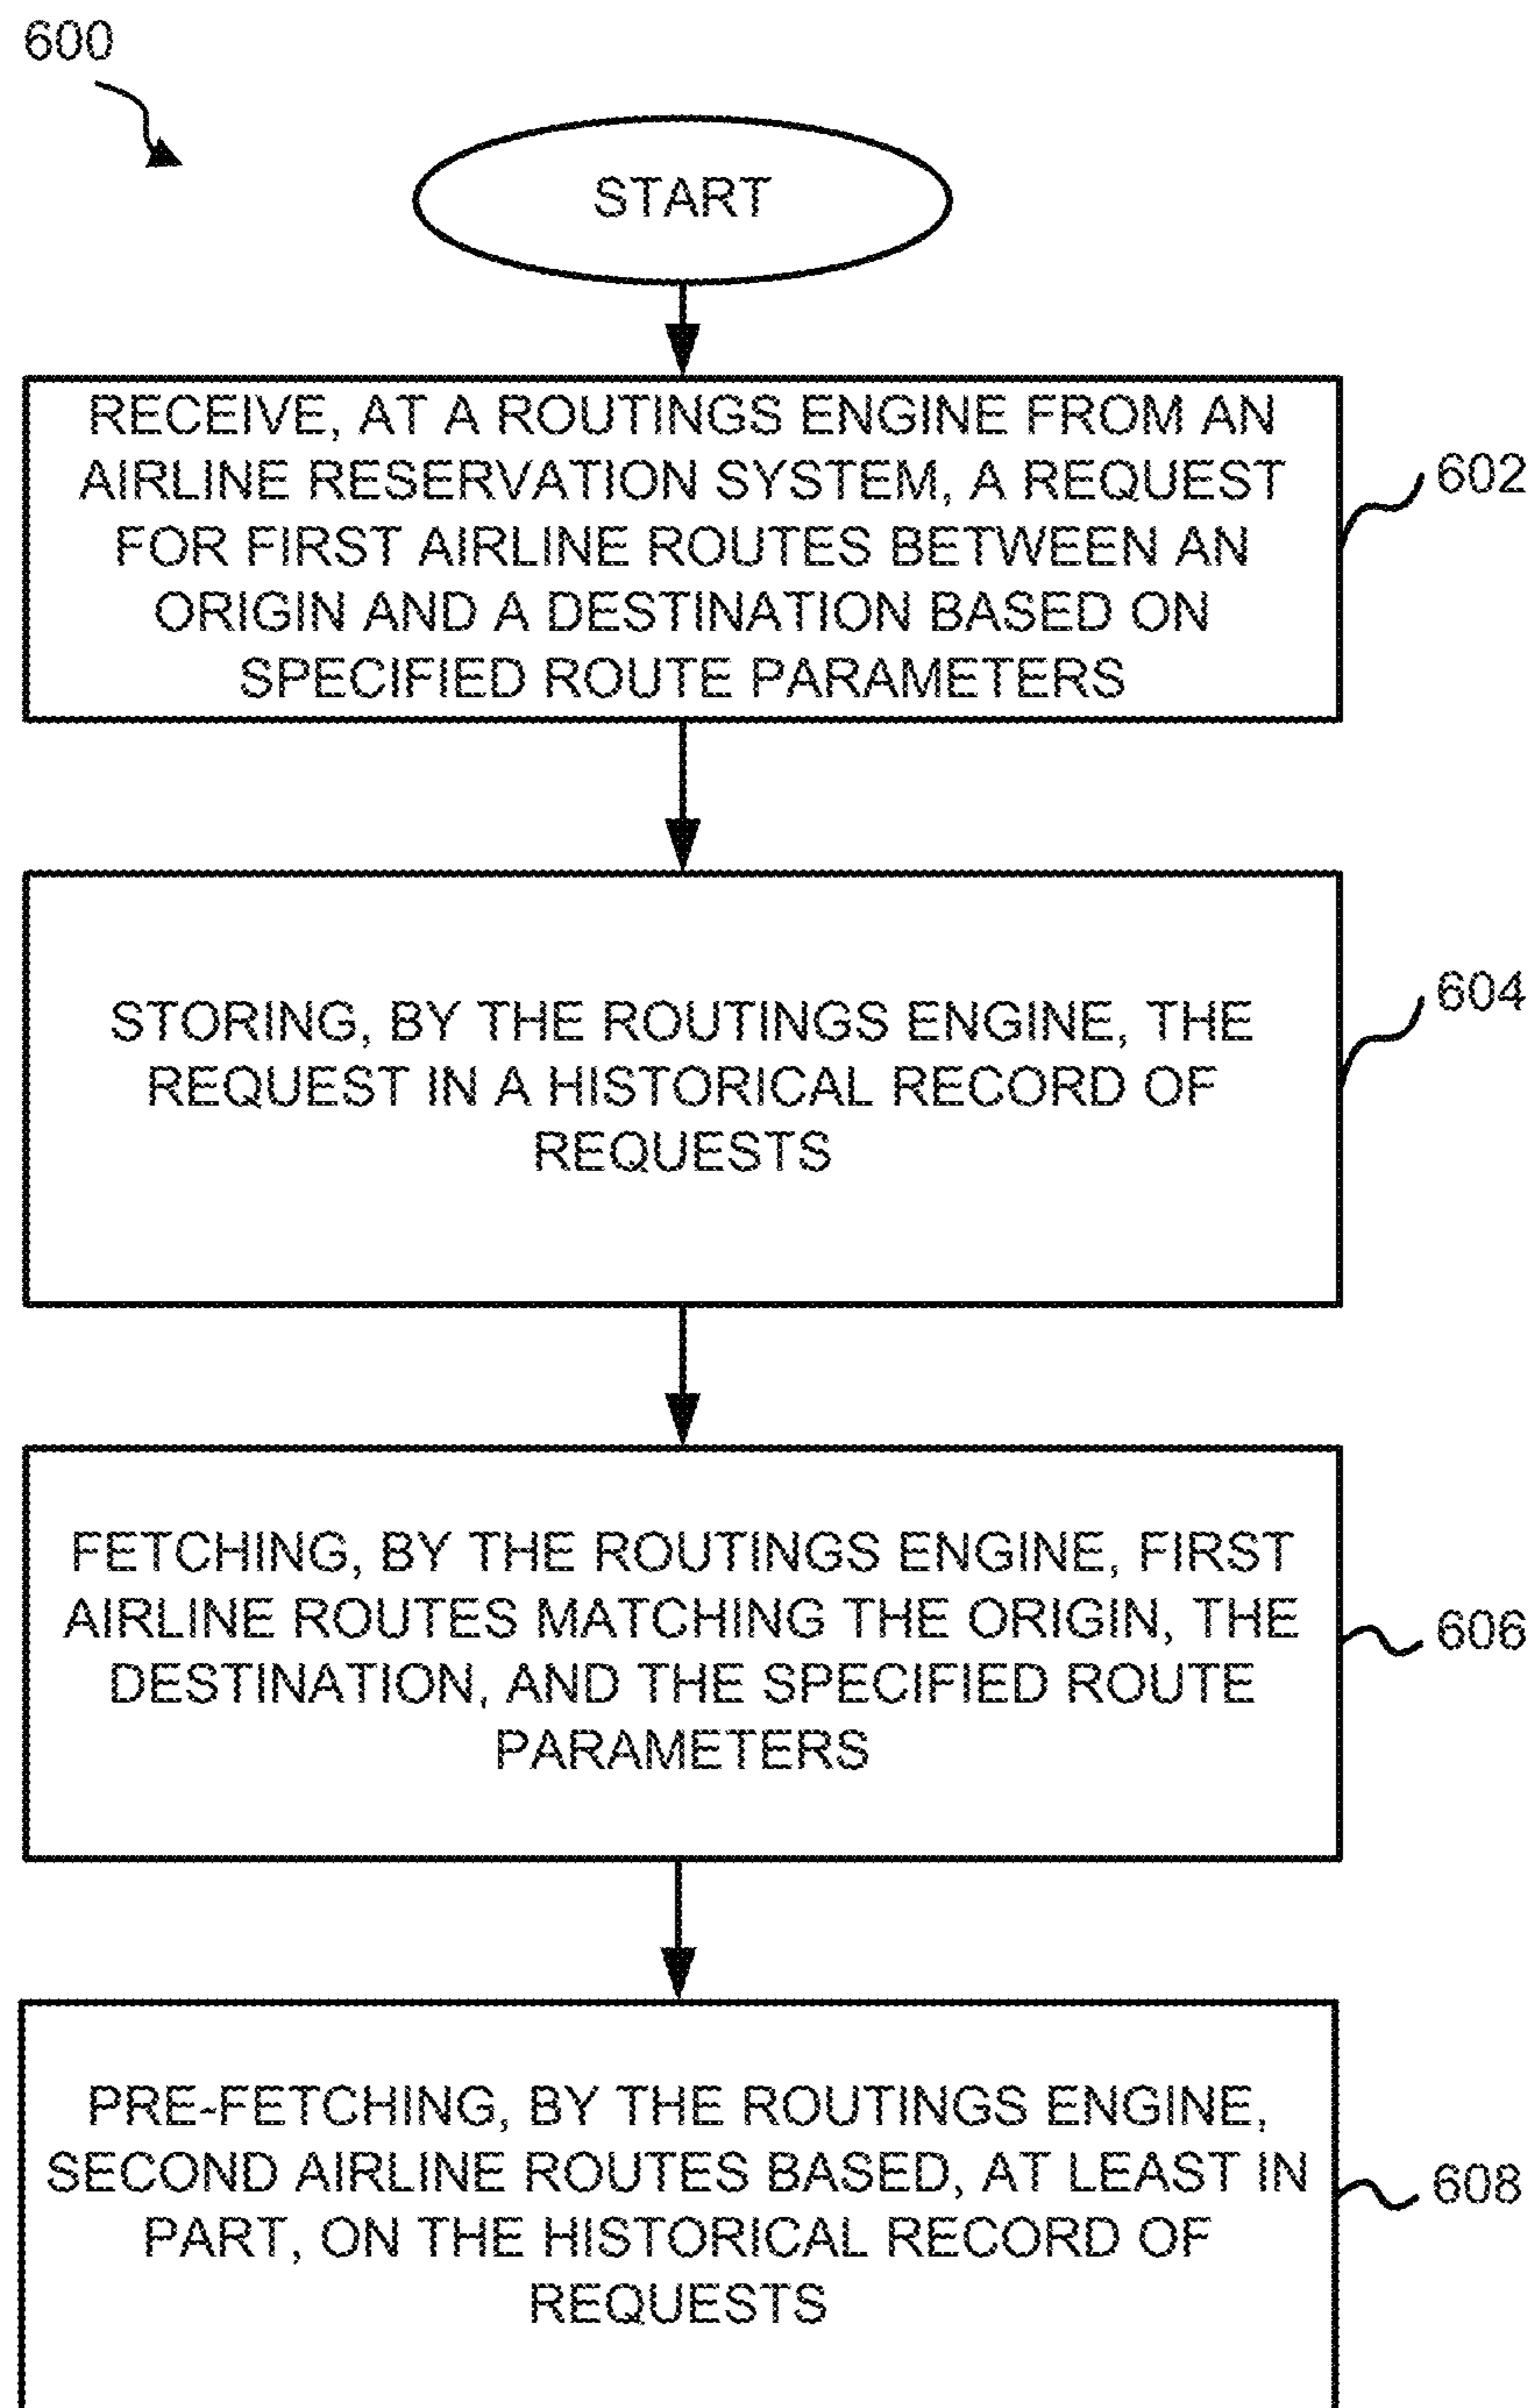 600
START
RECEIVE, AT A ROUTINGS ENGINE FROM AN
AIRLINE RESERVATION SYSTEM, A REQUEST
FOR FIRST AIRLINE ROUTES BETWEEN AN
ORIGIN AND A DESTINATION BASED ON
SPECIFIED ROUTE PARAMETERS
602
STORING, BY THE ROUTINGS ENGINE, THE
REQUEST IN A HISTORICAL RECORD OF
REQUESTS
604
FETCHING, BY THE ROUTINGS ENGINE, FIRST
AIRLINE ROUTES MATCHING THE ORIGIN, THE
DESTINATION, AND THE SPECIFIED ROUTE
PARAMETERS
606
PRE-FETCHING, BY THE ROUTINGS ENGINE,
SECOND AIRLINE ROUTES BASED, AT LEAST IN
PART, ON THE HISTORICAL RECORD OF
REQUESTS
608